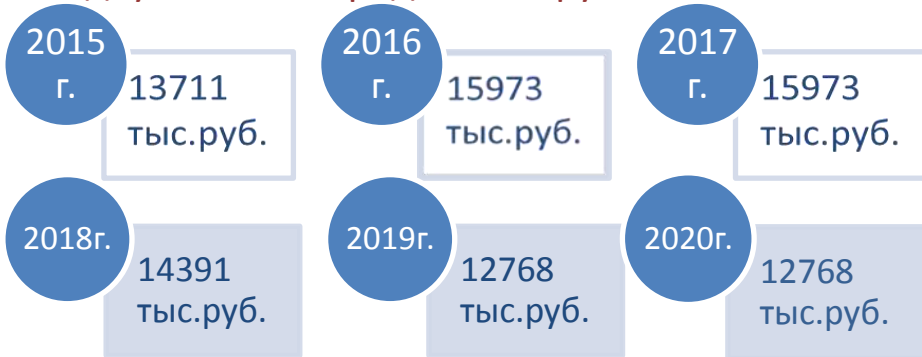 2015
г.
13711
тыс.руб.
2016
г.
15973
тыс.руб.
2017
г.
15973
тыс.руб.
2018г.
14391
тыс.руб.
2019г.
12768
тыс.руб.
2020г.
12768
тыс.руб.